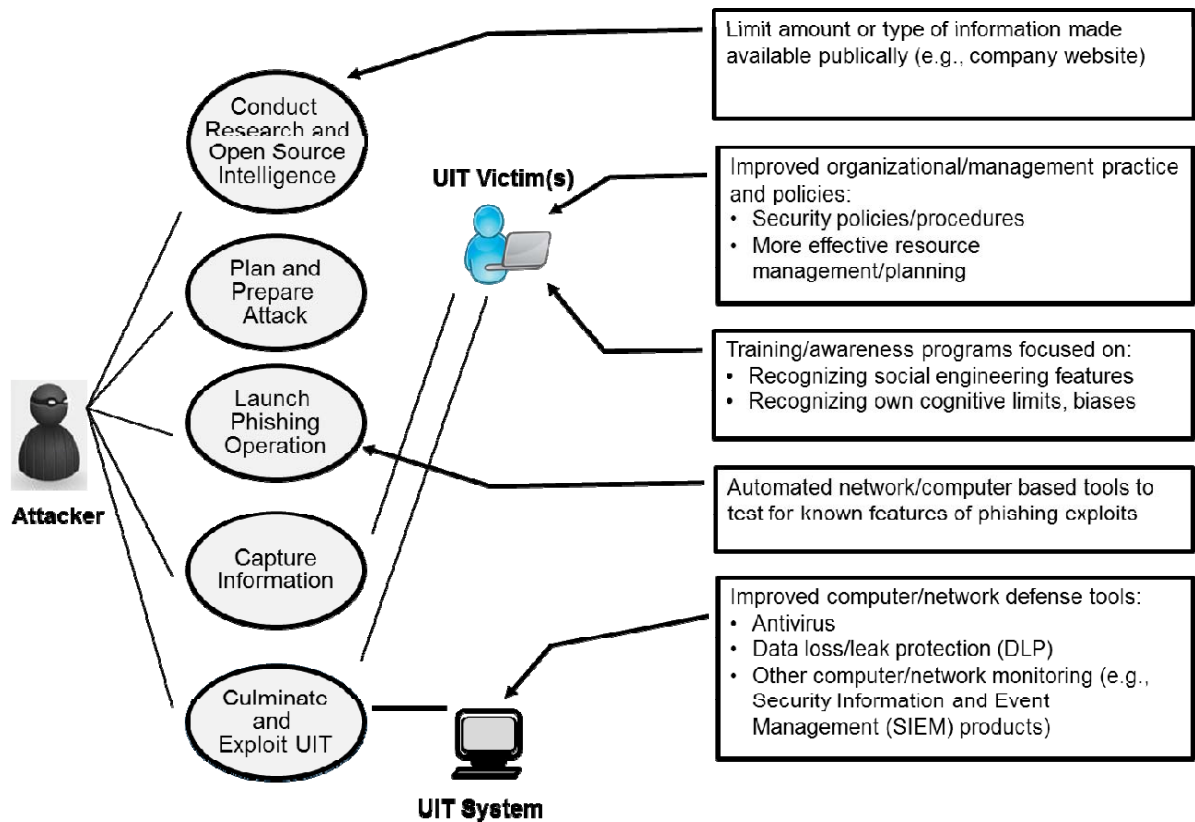 Limit amount or type of information made
available publically (e.g., company website)
Conduct
Research and
Open Source
Intelligence
UIT Victim(s)
Improved organizational/management practice
and policies:
• Security policies/procedures
• More effective resource
management/planning
Plan and
Prepare
Attack
Training/awareness programs focused on:
• Recognizing social engineering features
• Recognizing own cognitive limits, biases
Launch
Phishing
Operation
Attacker
Automated network/computer based tools to
test for known features of phishing exploits
Capture
Information
Improved computer/network defense tools:
• Antivirus
• Data loss/leak protection (DLP)
• Other computer/network monitoring (e.g.,
Security Information and Event
Management (SIEM) products)
Culminate
and
Exploit UIT
UIT System